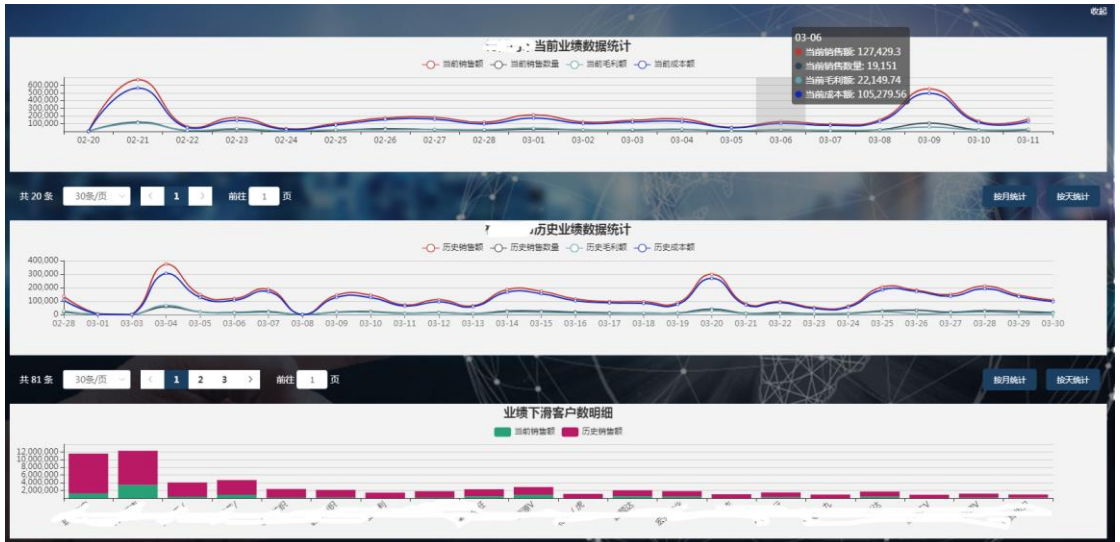 收起
当前业绩数据统计
当前销售额 当前销售数量 当前毛利额 当前成本额
03-06
当前销售额: 127,429.3
当前销售数量: 19,151
当前毛利额: 22,149.74
当前成本额: 105,279.56
600,000
500,000
400,000
300,000
200,000
100,000
02-20 02-21 02-22 02-23 02-24 02-25 02-26 02-27 02-28 03-01 03-02 03-03 03-04 03-05 03-06 03-07 03-08 03-09 03-10 03-11
共 20 条 30条/页 1 前往 1 页 按月统计 按天统计
历史业绩数据统计
历史销售额 历史销售数量 历史毛利额 历史成本额
400,000
300,000
200,000
100,000
0
02-28 03-01 03-03 03-04 03-05 03-06 03-07 03-08 03-09 03-10 03-11 03-12 03-13 03-14 03-15 03-16 03-17 03-18 03-19 03-20 03-21 03-22 03-23 03-24 03-25 03-26 03-27 03-28 03-29 03-30
共 81 条 30条/页 1 2 3 前往 1 页 按月统计 按天统计
业绩下滑客户数明细
当前销售额 历史销售额
12,000,000
10,000,000
8,000,000
6,000,000
4,000,000
2,000,000